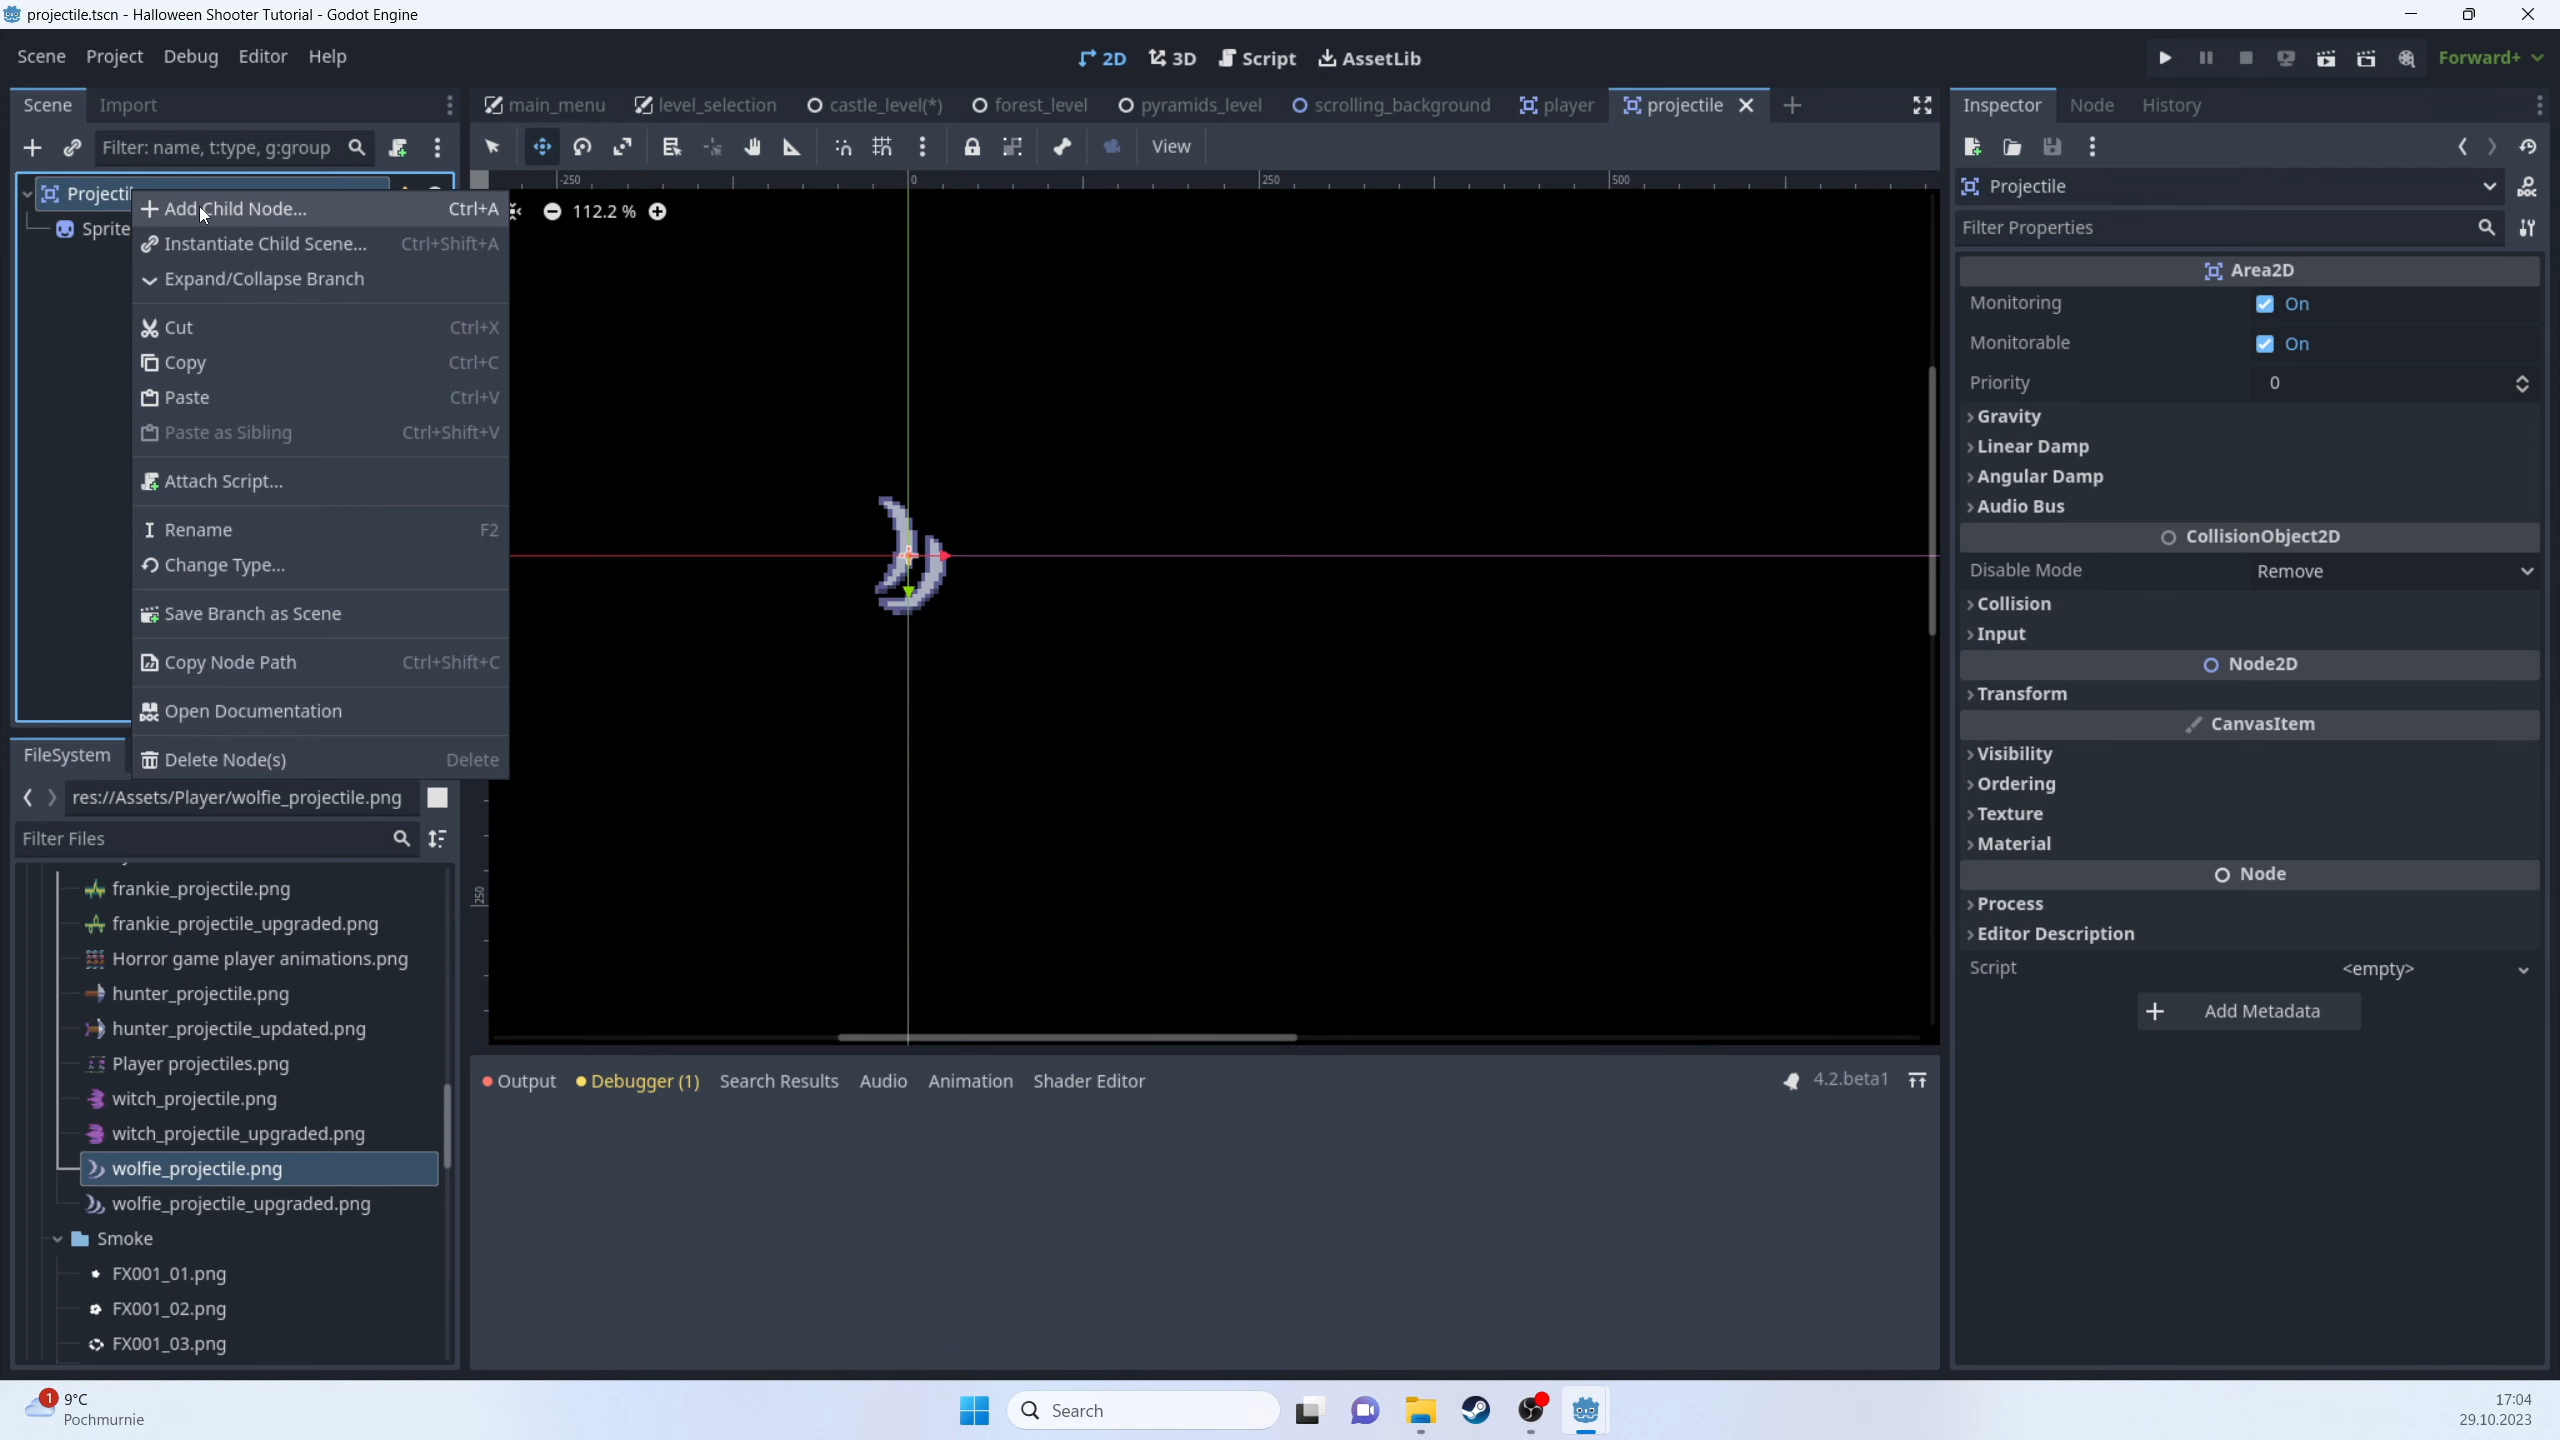 projectile.tscn - Halloween Shooter Tutorial - Godot Engine
Scene Project Debug Editor Help
2D 3D Script AssetLib
Forward+
Scene Import
main_menu level_selection castle_level(*) forest_level pyramids_level scrolling_background player projectile
Inspector Node History
Filter: name, t:type, g:group
View
Projectile
Filter Properties
-250 0 250 500
112.2 %
Sprite
Add Child Node... Ctrl+A
Instantiate Child Scene... Ctrl+Shift+A
Expand/Collapse Branch
Cut Ctrl+X
Copy Ctrl+C
Paste Ctrl+V
Paste as Sibling Ctrl+Shift+V
Attach Script...
Rename F2
Change Type...
Save Branch as Scene
Copy Node Path Ctrl+Shift+C
DOC Open Documentation
Delete Node(s) Delete
Area2D
Monitoring On
Monitorable On
Priority 0
Gravity
Linear Damp
Angular Damp
Audio Bus
CollisionObject2D
Disable Mode Remove
Collision
Input
Node2D
Transform
CanvasItem
Visibility
Ordering
Texture
Material
Node
Process
Editor Description
Script <empty>
Add Metadata
FileSystem
res://Assets/Player/wolfie_projectile.png
Filter Files
frankie_projectile.png
frankie_projectile_upgraded.png
Horror game player animations.png
hunter_projectile.png
hunter_projectile_updated.png
Player projectiles.png
witch_projectile.png
witch_projectile_upgraded.png
wolfie_projectile.png
wolfie_projectile_upgraded.png
Smoke
FX001_01.png
FX001_02.png
FX001_03.png
250
Output Debugger (1) Search Results Audio Animation Shader Editor
4.2.beta1
1
9°C
Pochmurnie
Search
17:04
29.10.2023